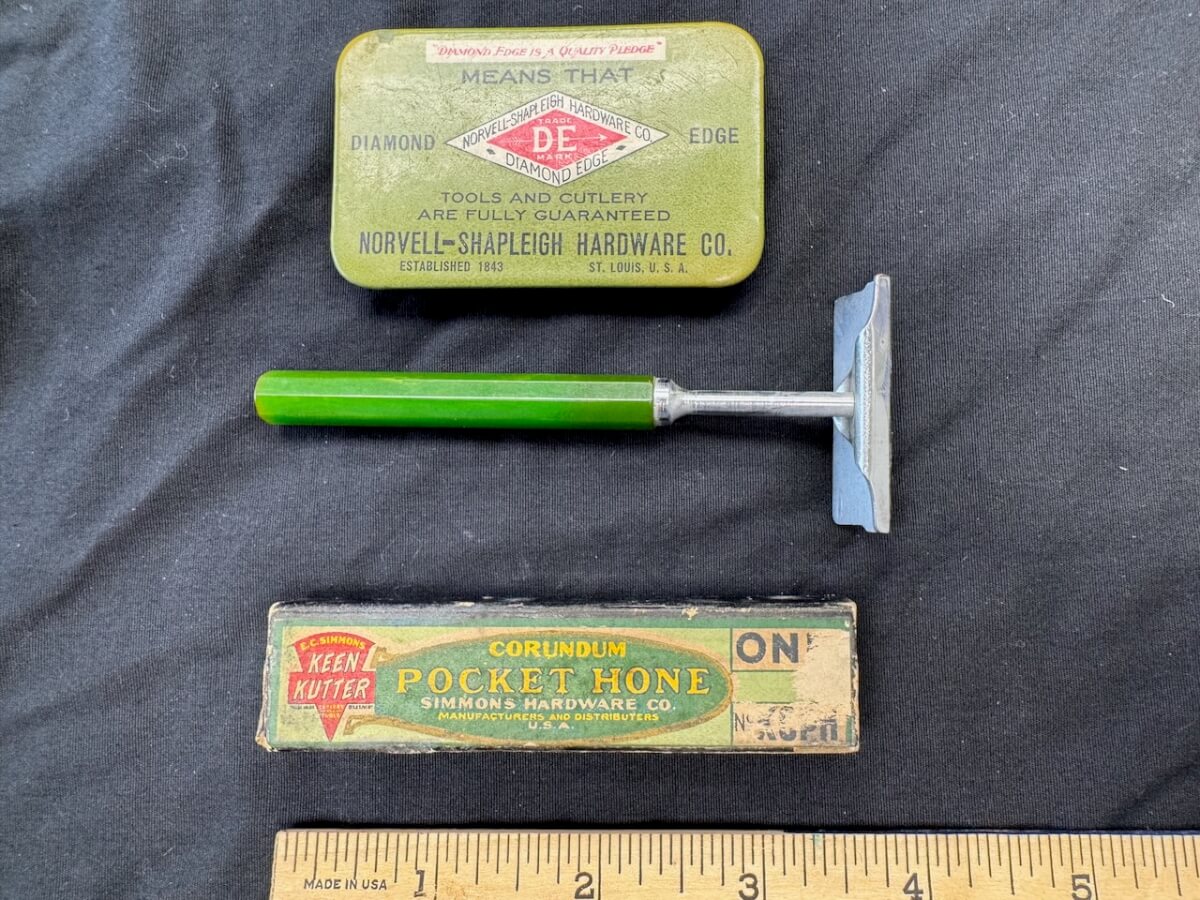 "DIAMOND EDGE IS A QUALITY PLEDGE"
MEANS THAT
DIAMOND
NORVELL-SHAPLEIGH HARDWARE CO.
TRADE
DE
MARK
DIAMOND EDGE
EDGE
TOOLS AND CUTLERY
ARE FULLY GUARANTEED
NORVELL-SHAPLEIGH HARDWARE CO.
ESTABLISHED 1843 ST. LOUIS, U. S. A.
E.C. SIMMONS
KEEN
KUTTER
CORUNDUM
POCKET HONE
SIMMONS HARDWARE CO.
MANUFACTURERS AND DISTRIBUTERS
U.S.A.
ON
No
MADE IN USA
1 2 3 4 5